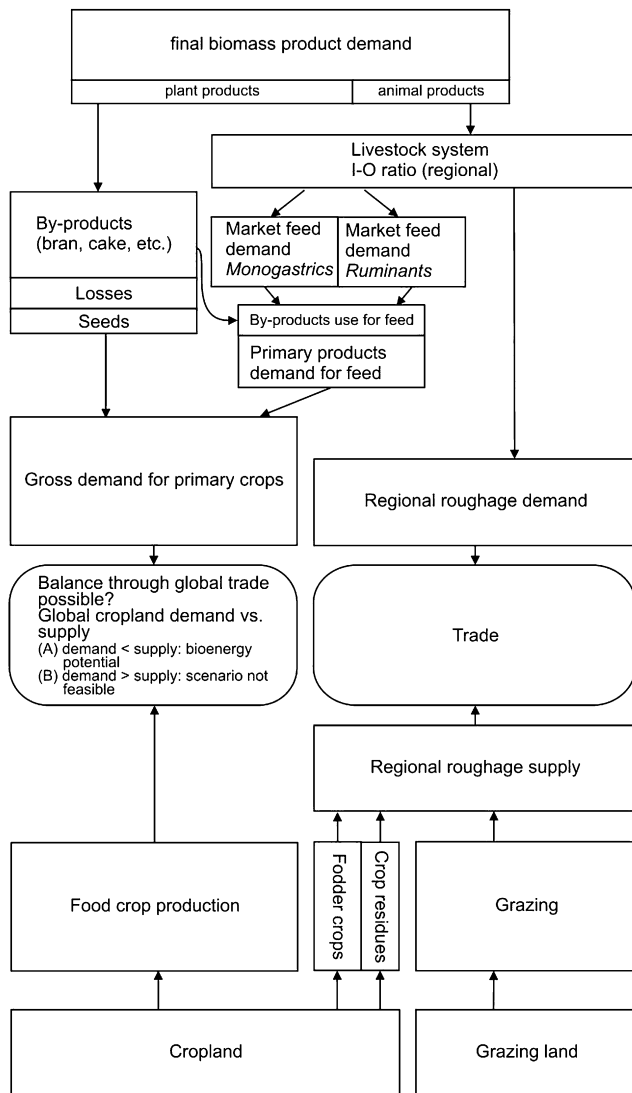 final biomass product demand
plant products
animal products
Livestock system
I-O ratio (regional)
By-products
(bran, cake, etc.)
Losses
Seeds
Market feed
demand
Monogastrics
Market feed
demand
Ruminants
By-products use for feed
Primary products
demand for feed
Gross demand for primary crops
Regional roughage demand
Balance through global trade
possible?
Global cropland demand vs.
supply
(A) demand < supply: bioenergy
potential
(B) demand > supply: scenario not
feasible
Trade
Regional roughage supply
Food crop production
Fodder crops
Crop residues
Grazing
Cropland
Grazing land